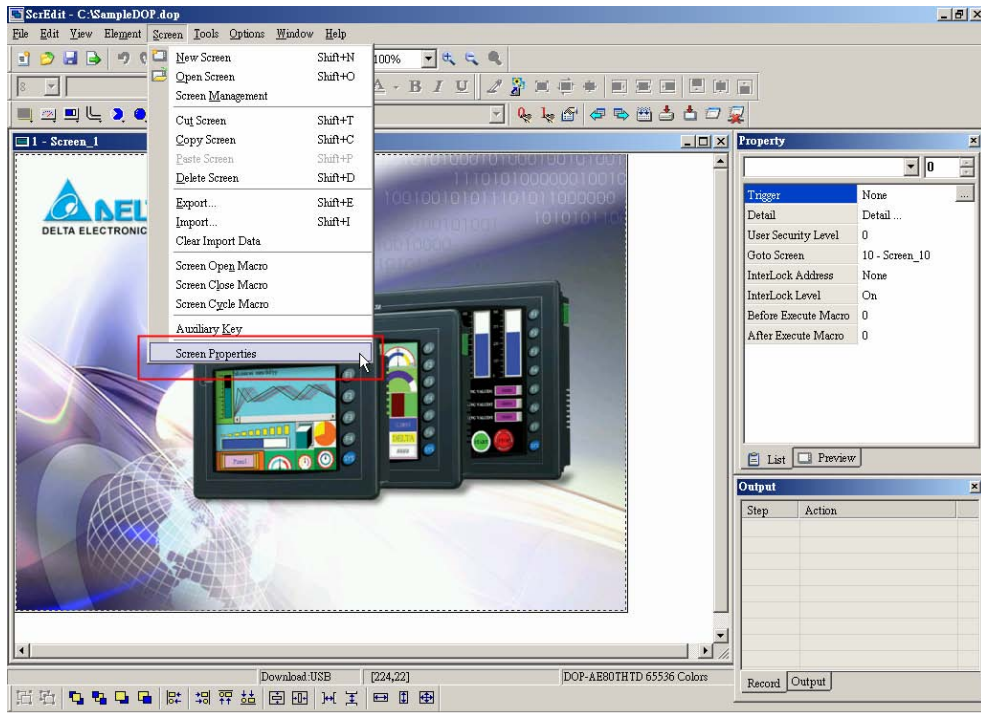 ScrEdit - C:\SampleDOP.dop
File Edit View Element Screen Tools Options Window Help
New Screen Shift+N
Open Screen Shift+O
Screen Management
Cut Screen Shift+T
Copy Screen Shift+C
Paste Screen Shift+P
Delete Screen Shift+D
Export... Shift+E
Import... Shift+I
Clear Import Data
Screen Open Macro
Screen Close Macro
Screen Cycle Macro
Auxiliary Key
Screen Properties
100%
8
A B I U
1 - Screen_1
DELTA ELECTRONIC
Property
0
Trigger None ...
Detail Detail ...
User Security Level 0
Goto Screen 10 - Screen_10
InterLock Address None
InterLock Level On
Before Execute Macro 0
After Execute Macro 0
List Preview
Output
Step Action
Record Output
Download:USB [224,22] DOP-AE80THTD 65536 Colors